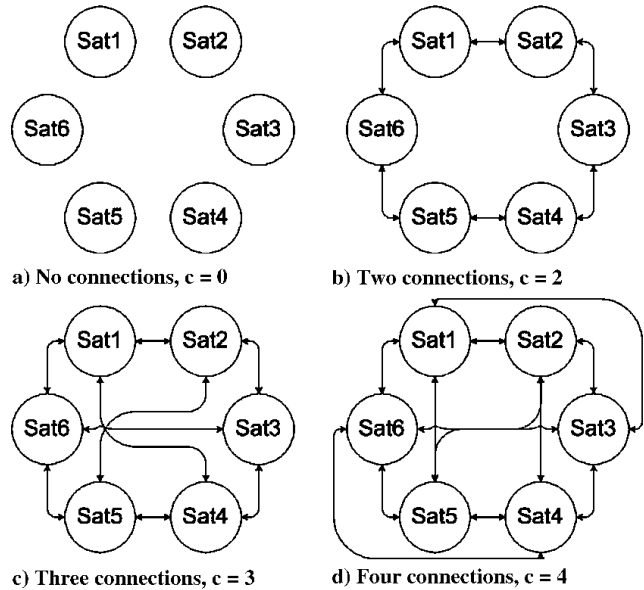 Sat1 Sat2
Sat6 Sat3
Sat5 Sat4
a) No connections, c = 0
Sat1 Sat2
Sat6 Sat3
Sat5 Sat4
b) Two connections, c = 2
Sat1 Sat2
Sat6 Sat3
Sat5 Sat4
c) Three connections, c = 3
Sat1 Sat2
Sat6 Sat3
Sat5 Sat4
d) Four connections, c = 4